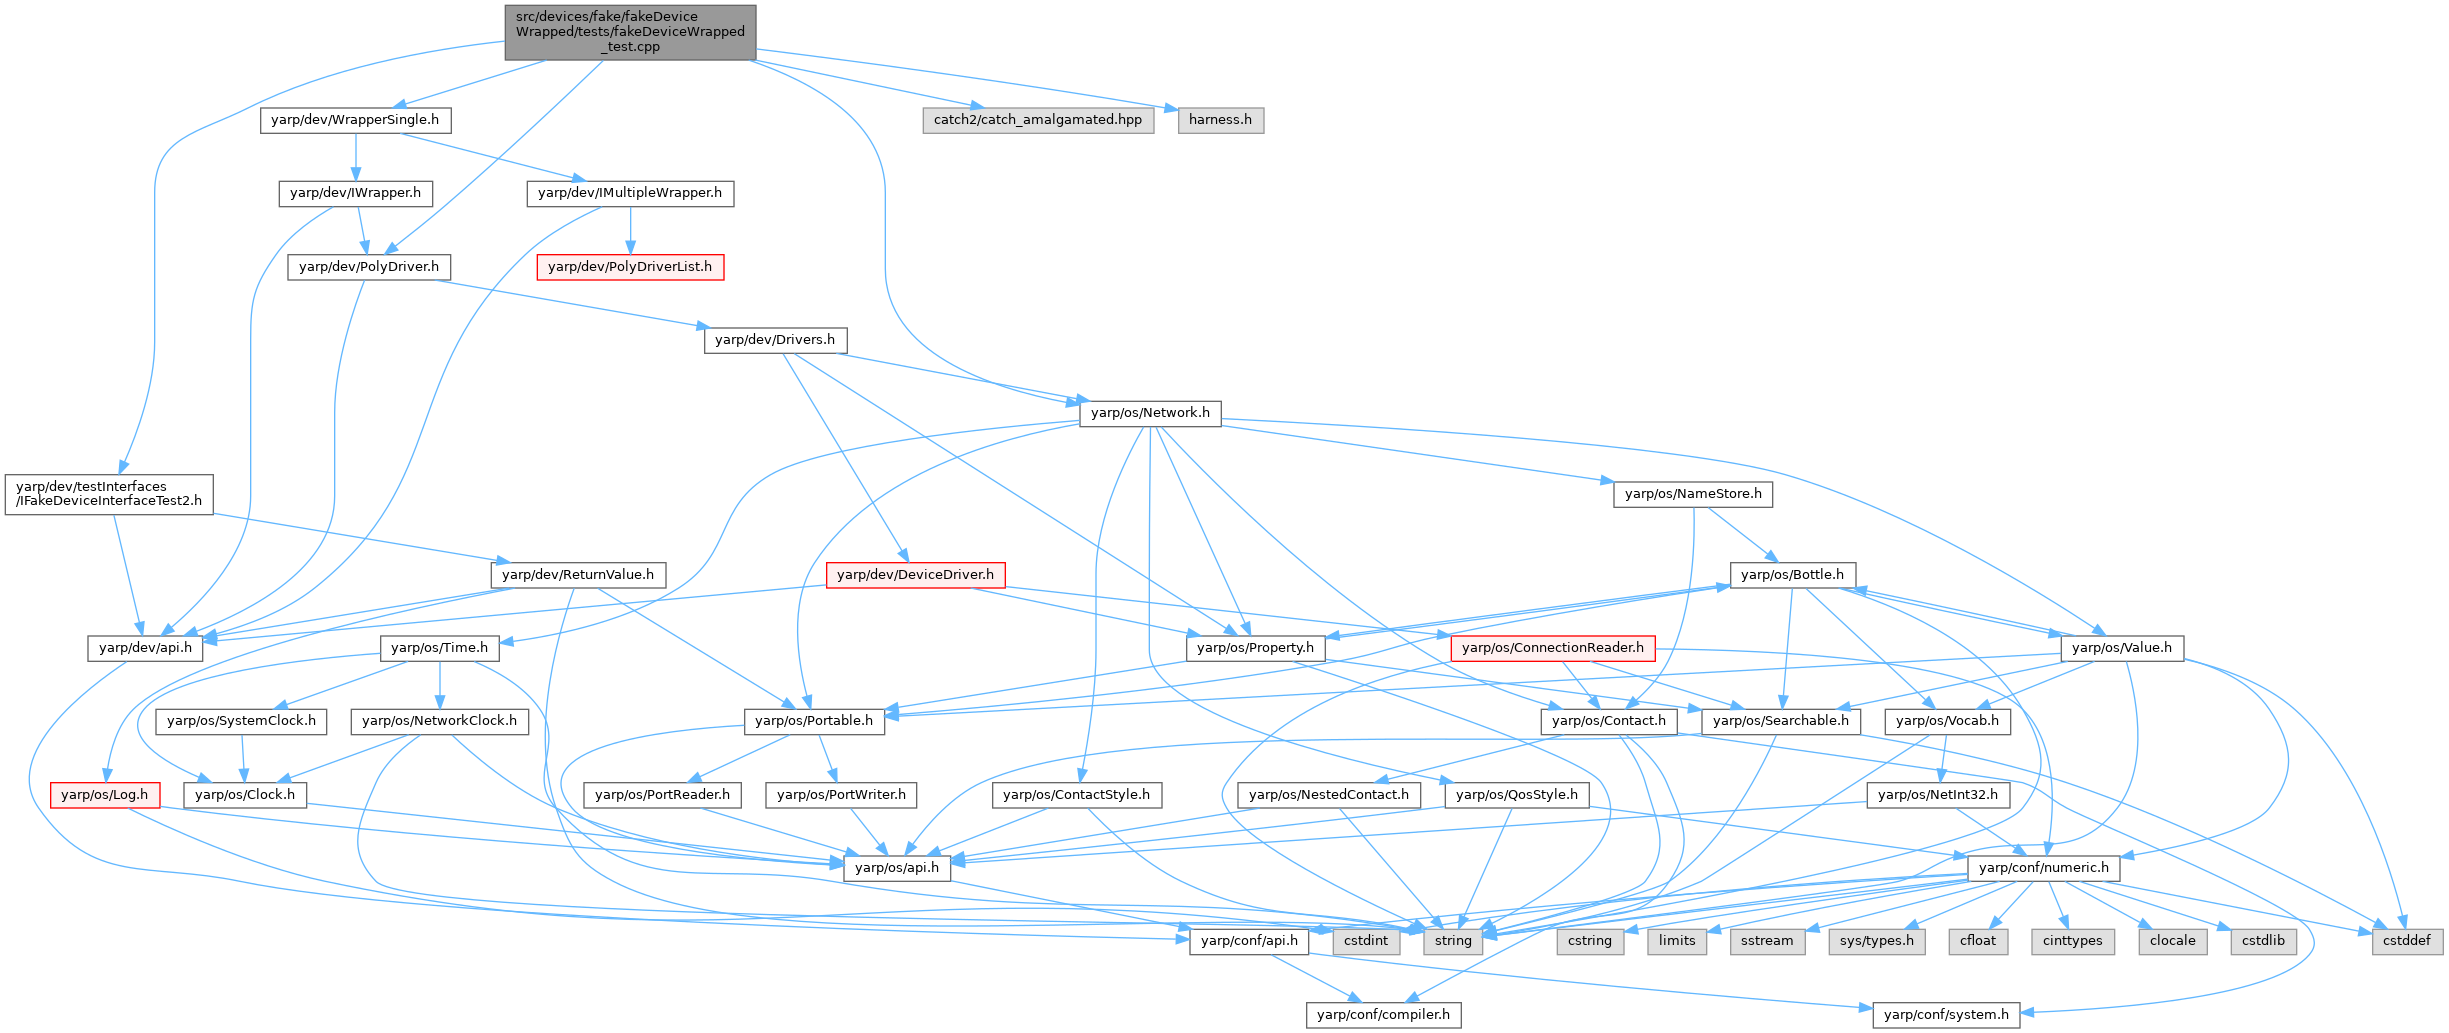 src/devices/fake/fakeDevice
Wrapped/tests/fakeDeviceWrapped
_test.cpp
yarp/dev/WrapperSingle.h
catch2/catch_amalgamated.hpp
harness.h
yarp/dev/IWrapper.h
yarp/dev/IMultipleWrapper.h
yarp/dev/PolyDriver.h
yarp/dev/PolyDriverList.h
yarp/dev/Drivers.h
yarp/os/Network.h
yarp/dev/testInterfaces
/IFakeDeviceInterfaceTest2.h
yarp/os/NameStore.h
yarp/dev/ReturnValue.h
yarp/dev/DeviceDriver.h
yarp/os/Bottle.h
yarp/dev/api.h
yarp/os/Time.h
yarp/os/Property.h
yarp/os/ConnectionReader.h
yarp/os/Value.h
yarp/os/SystemClock.h
yarp/os/NetworkClock.h
yarp/os/Portable.h
yarp/os/Contact.h
yarp/os/Searchable.h
yarp/os/Vocab.h
yarp/os/Log.h
yarp/os/Clock.h
yarp/os/PortReader.h
yarp/os/PortWriter.h
yarp/os/ContactStyle.h
yarp/os/NestedContact.h
yarp/os/QosStyle.h
yarp/os/NetInt32.h
yarp/os/api.h
yarp/conf/numeric.h
yarp/conf/api.h
cstdint
string
cstring
limits
sstream
sys/types.h
cfloat
cinttypes
clocale
cstdlib
cstddef
yarp/conf/compiler.h
yarp/conf/system.h